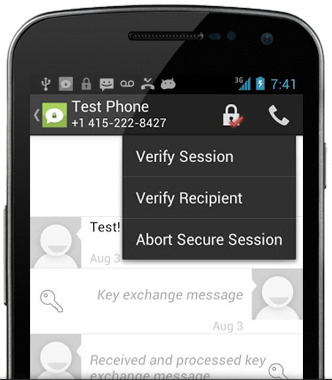 3G 7:41
Test Phone
+1 415-222-8427
Verify Session
Verify Recipient
Abort Secure Session
Test!
Aug 3
Key exchange message
Aug 3
Received and processed key
exchange message.